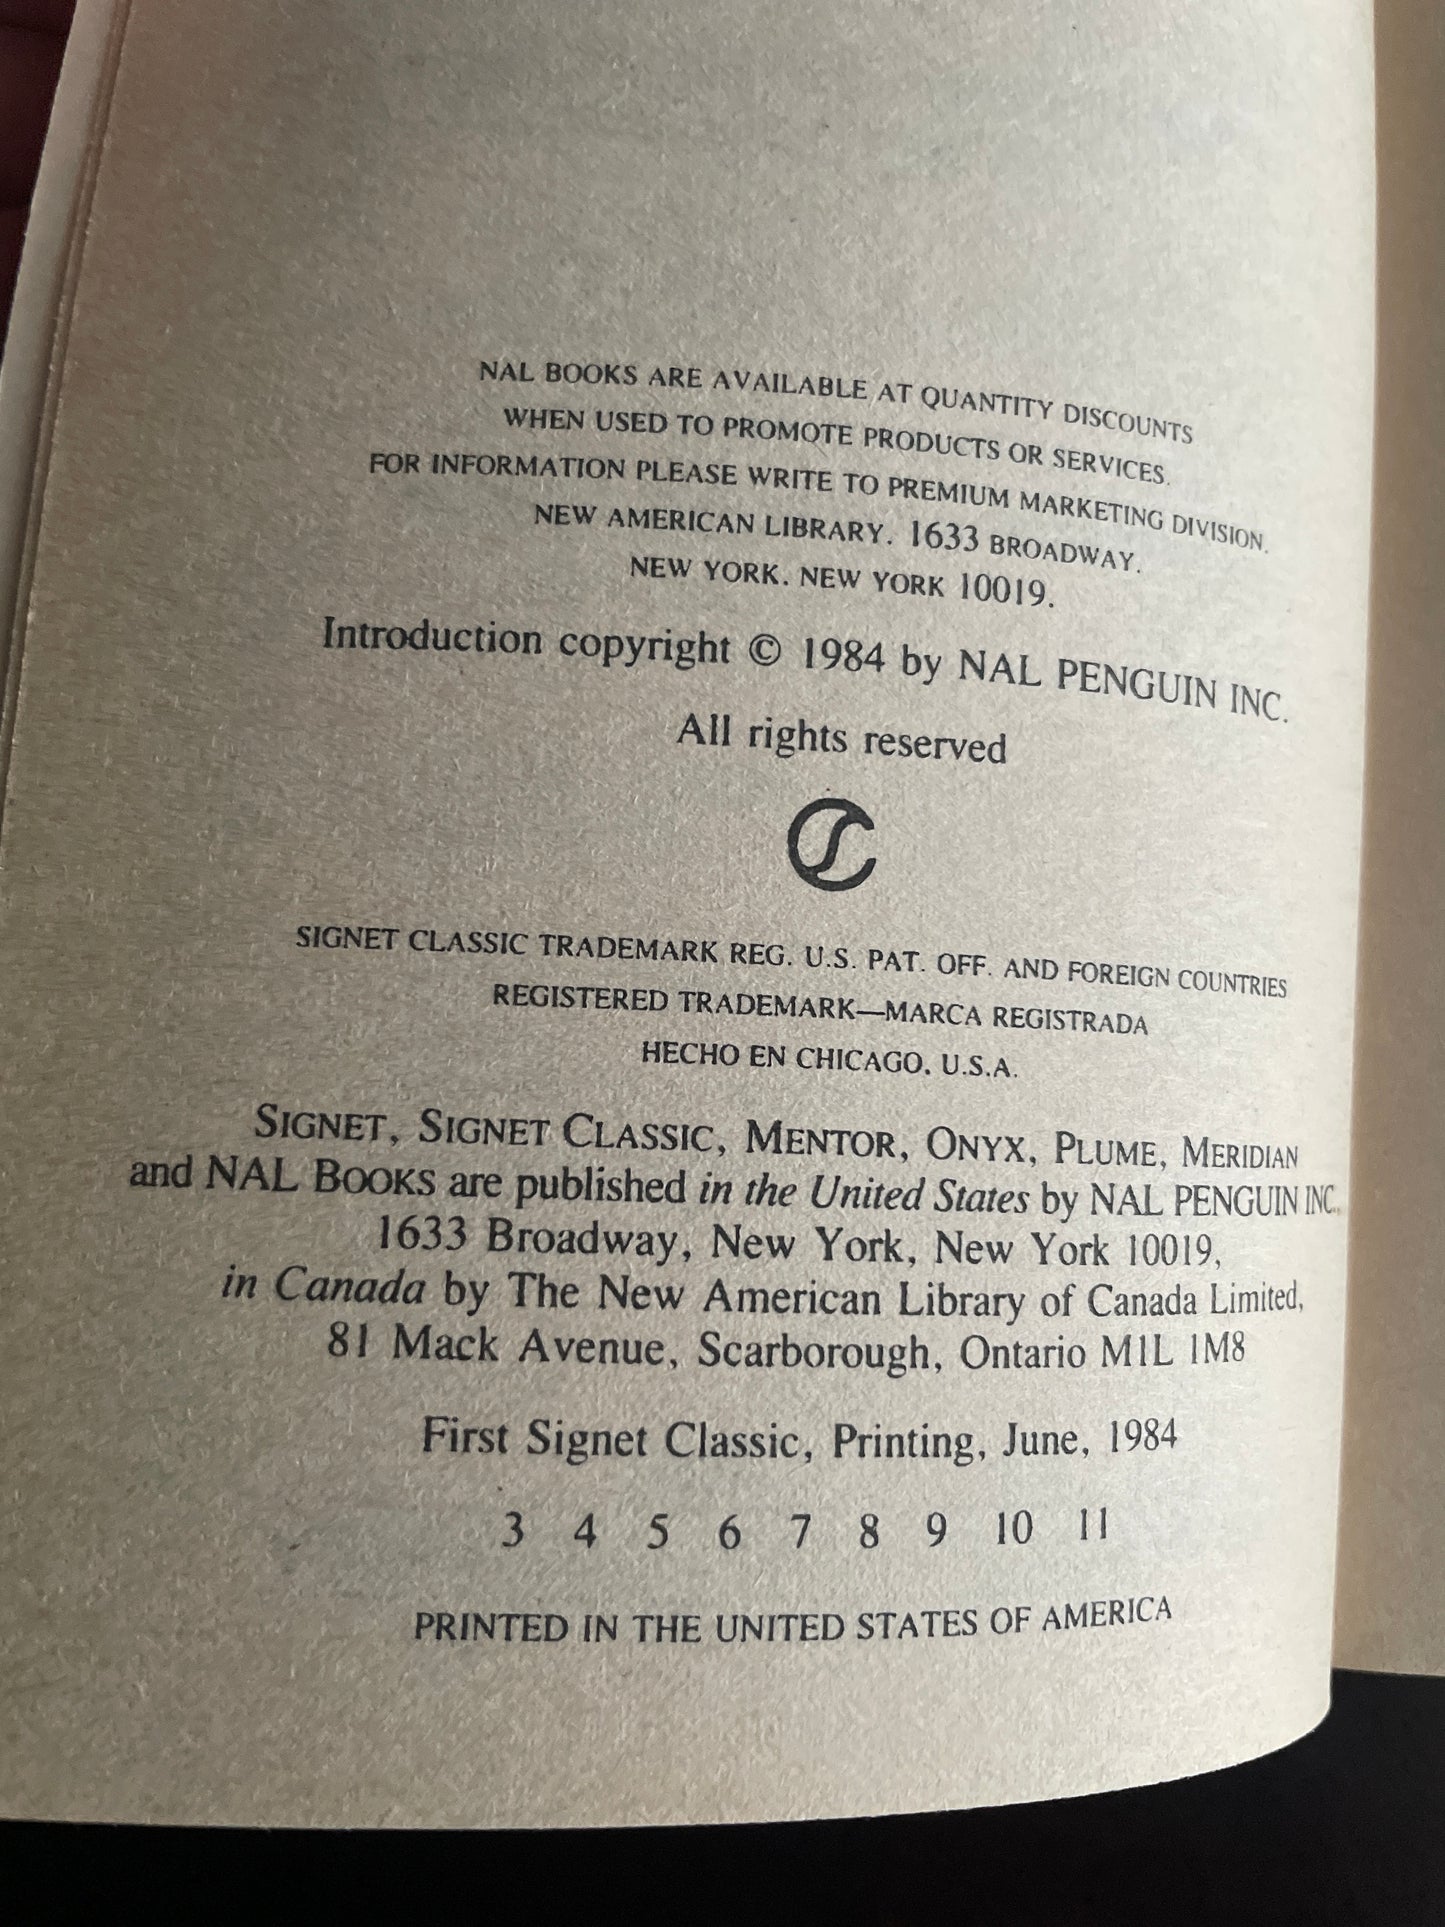 NAL BOOKS ARE AVAILABLE AT QUANTITY DISCOUNTS
WHEN USED TO PROMOTE PRODUCTS OR SERVICES.
FOR INFORMATION PLEASE WRITE TO PREMIUM MARKETING DIVISION.
NEW AMERICAN LIBRARY. 1633 BROADWAY.
NEW YORK. NEW YORK 10019.
Introduction copyright © 1984 by NAL PENGUIN INC.
All rights reserved
SIGNET CLASSIC TRADEMARK REG. U.S. PAT. OFF. AND FOREIGN COUNTRIES
REGISTERED TRADEMARK—MARCA REGISTRADA
HECHO EN CHICAGO. U.S.A.
SIGNET, SIGNET CLASSIC, MENTOR, ONYX, PLUME, MERIDIAN
and NAL BOOKS are published in the United States by NAL PENGUIN INC.
1633 Broadway, New York, New York 10019,
in Canada by The New American Library of Canada Limited,
81 Mack Avenue, Scarborough, Ontario M1L 1M8
First Signet Classic, Printing, June, 1984
3 4 5 6 7 8 9 10 11
PRINTED IN THE UNITED STATES OF AMERICA